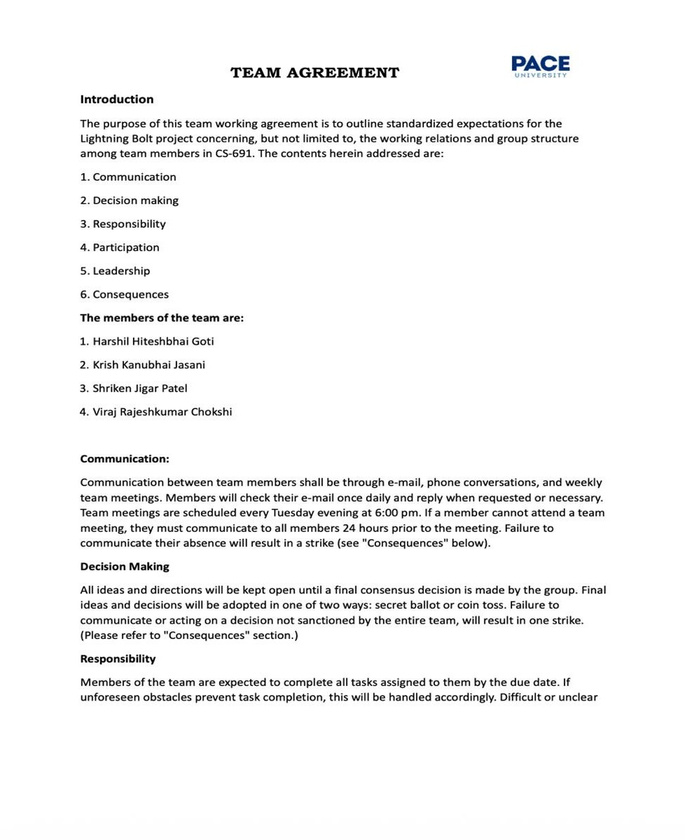 TEAM AGREEMENT
PACE
UNIVERSITY
Introduction
The purpose of this team working agreement is to outline standardized expectations for the
Lightning Bolt project concerning, but not limited to, the working relations and group structure
among team members in CS-691. The contents herein addressed are:
1. Communication
2. Decision making
3. Responsibility
4. Participation
5. Leadership
6. Consequences
The members of the team are:
1. Harshil Hiteshbhai Goti
2. Krish Kanubhai Jasani
3. Shriken Jigar Patel
4. Viraj Rajeshkumar Chokshi
Communication:
Communication between team members shall be through e-mail, phone conversations, and weekly
team meetings. Members will check their e-mail once daily and reply when requested or necessary.
Team meetings are scheduled every Tuesday evening at 6:00 pm. If a member cannot attend a team
meeting, they must communicate to all members 24 hours prior to the meeting. Failure to
communicate their absence will result in a strike (see "Consequences" below).
Decision Making
All ideas and directions will be kept open until a final consensus decision is made by the group. Final
ideas and decisions will be adopted in one of two ways: secret ballot or coin toss. Failure to
communicate or acting on a decision not sanctioned by the entire team, will result in one strike.
(Please refer to "Consequences" section.)
Responsibility
Members of the team are expected to complete all tasks assigned to them by the due date. If
unforeseen obstacles prevent task completion, this will be handled accordingly. Difficult or unclear